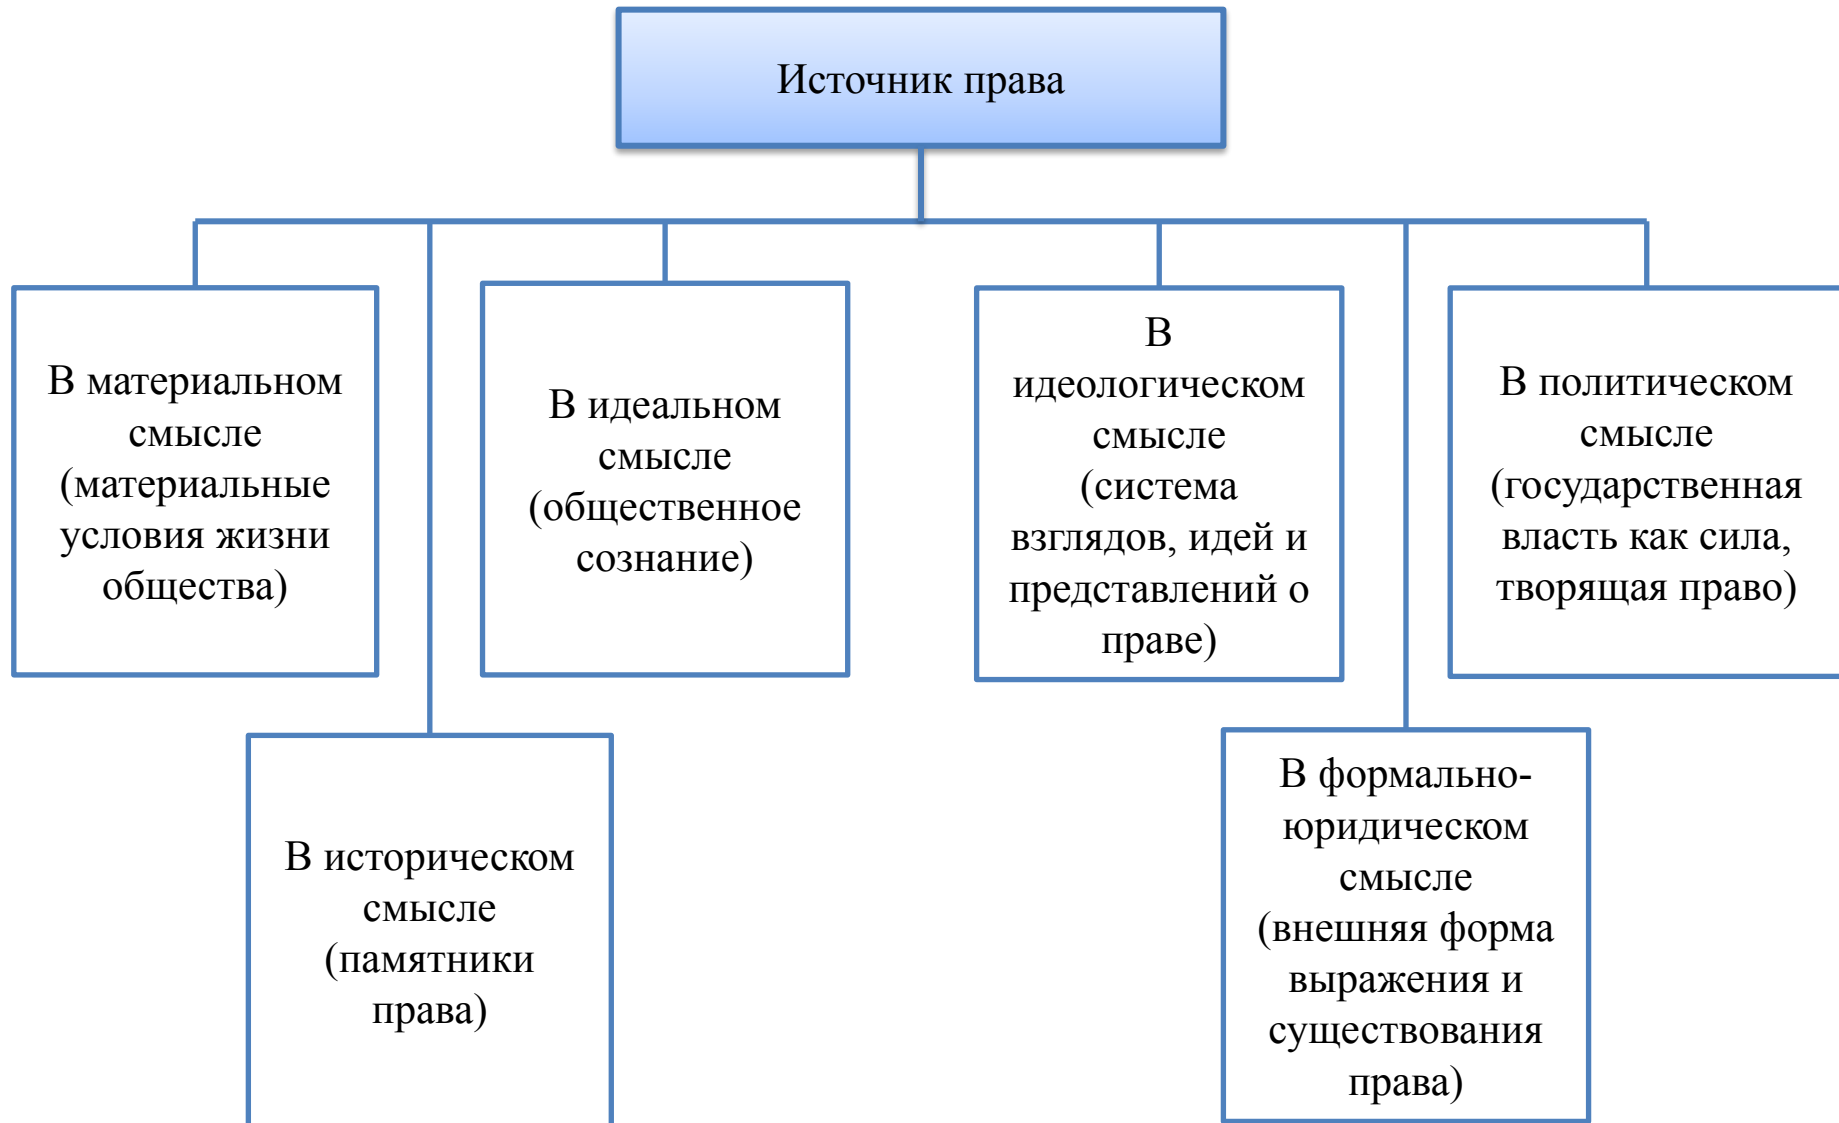 Источник права
В материальном
смысле
(материальные
условия жизни
общества)
В идеальном
смысле
(общественное
сознание)
В
идеологическом
смысле
(система
взглядов, идей и
представлений о
праве)
В политическом
смысле
(государственная
власть как сила,
творящая право)
В историческом
смысле
(памятники
права)
В формально-
юридическом
смысле
(внешняя форма
выражения и
существования
права)